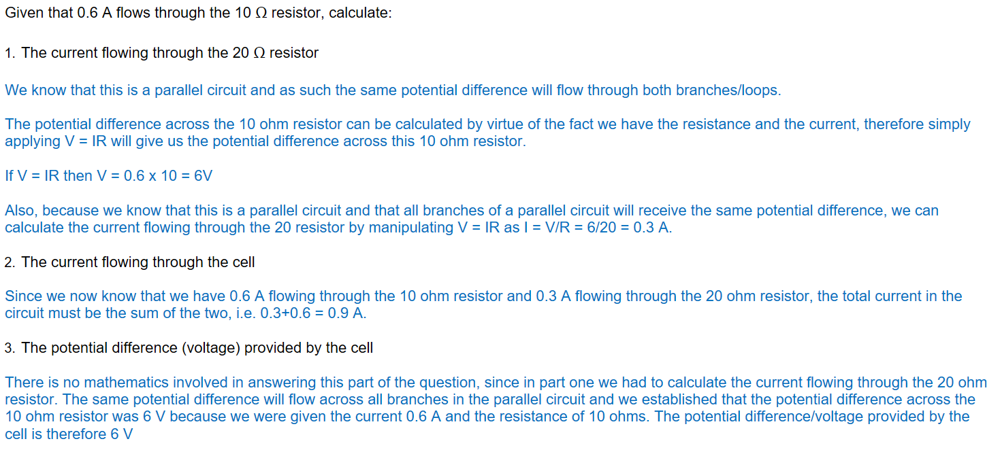 Given that 0.6 A flows through the 10 Ω resistor, calculate:
1. The current flowing through the 20 Ω resistor
We know that this is a parallel circuit and as such the same potential difference will flow through both branches/loops.
The potential difference across the 10 ohm resistor can be calculated by virtue of the fact we have the resistance and the current, therefore simply
applying V = IR will give us the potential difference across this 10 ohm resistor.
If V = IR then V = 0.6 x 10 = 6V
Also, because we know that this is a parallel circuit and that all branches of a parallel circuit will receive the same potential difference, we can
calculate the current flowing through the 20 resistor by manipulating V = IR as I = V/R = 6/20 = 0.3 A.
2. The current flowing through the cell
Since we now know that we have 0.6 A flowing through the 10 ohm resistor and 0.3 A flowing through the 20 ohm resistor, the total current in the
circuit must be the sum of the two, i.e. 0.3+0.6 = 0.9 A.
3. The potential difference (voltage) provided by the cell
There is no mathematics involved in answering this part of the question, since in part one we had to calculate the current flowing through the 20 ohm
resistor. The same potential difference will flow across all branches in the parallel circuit and we established that the potential difference across the
10 ohm resistor was 6 V because we were given the current 0.6 A and the resistance of 10 ohms. The potential difference/voltage provided by the
cell is therefore 6 V